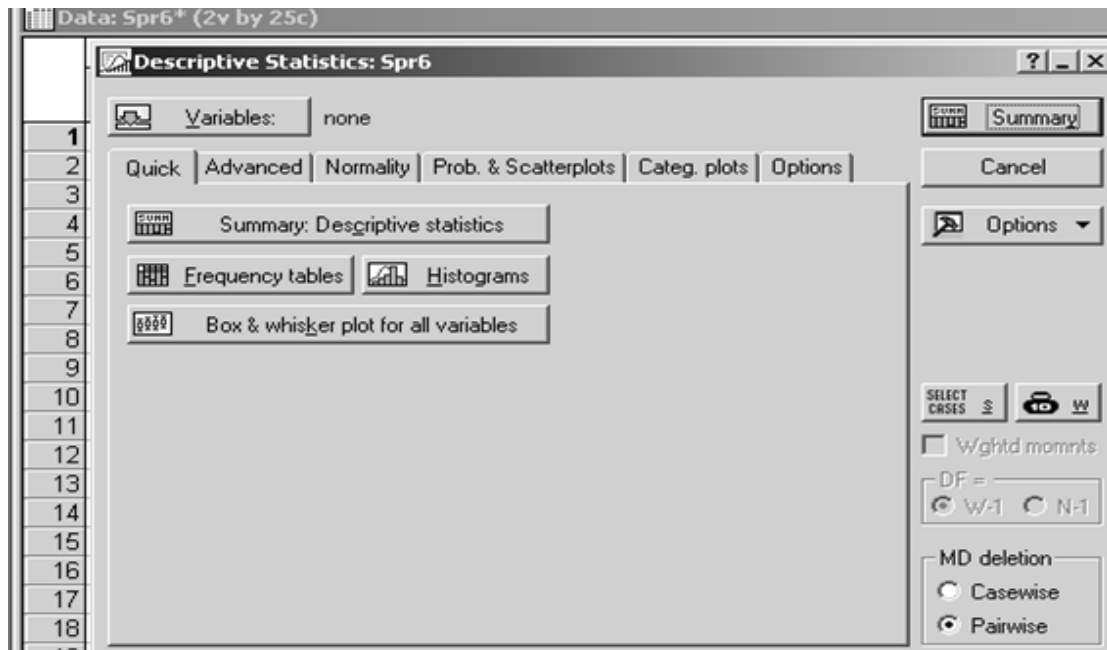 Data: Spr6* (2v by 25c)
Descriptive Statistics: Spr6
? _ ×
Variables: none
Summary
Cancel
Options
Quick Advanced Normality Prob. & Scatterplots Categ. plots Options
Summary: Descriptive statistics
Frequency tables Histograms
Box & whisker plot for all variables
SELECT CASES S W
Wghtd momnts
DF =
W-1 N-1
MD deletion
Casewise
Pairwise
1
2
3
4
5
6
7
8
9
10
11
12
13
14
15
16
17
18